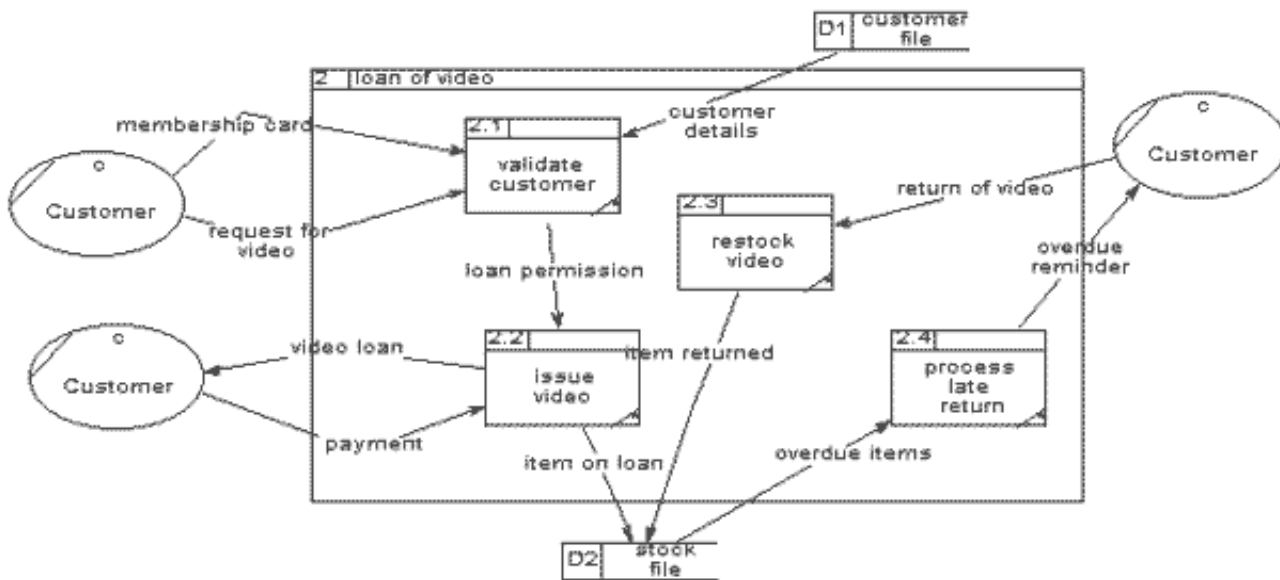 D1 customer
file
2 loan of video
membership card
customer
details
2.1
validate
customer
c
Customer
c
Customer
return of video
request for
video
2.3
restock
video
overdue
reminder
loan permission
2.2
issue
video
video loan
item returned
2.4
process
late
return
c
Customer
payment
item on loan
overdue items
D2 stock
file